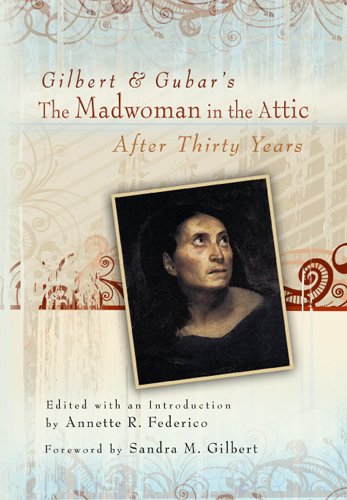 Gilbert & Gubar's
The Madwoman in the Attic
After Thirty Years
Edited with an Introduction
by Annette R. Federico
Foreword by Sandra M. Gilbert